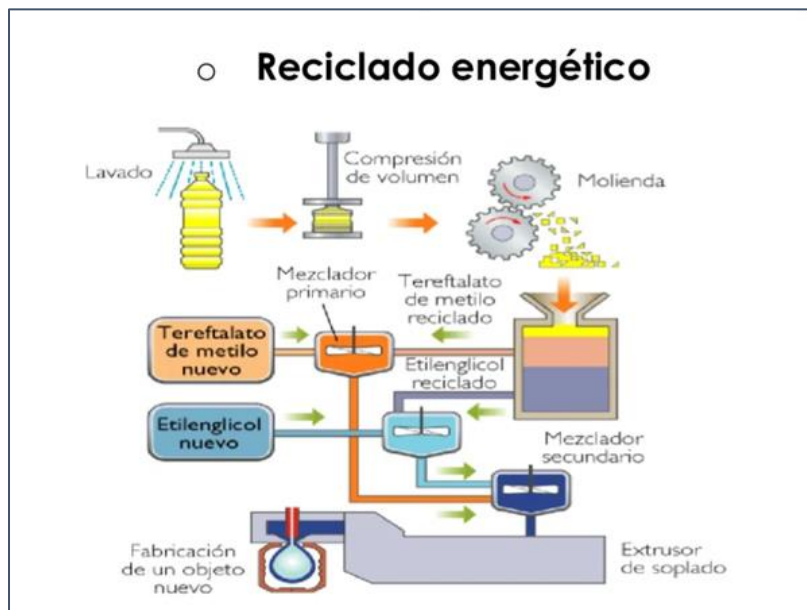 ○ Reciclado energético
Lavado
Compresión
de volumen
Molienda
Mezclador
primario
Tereftalato
de metilo
reciclado
Tereftalato
de metilo
nuevo
Etilenglicol
reciclado
Etilenglicol
nuevo
Mezclador
secundario
Fabricación
de un objeto
nuevo
Extrusor
de soplado